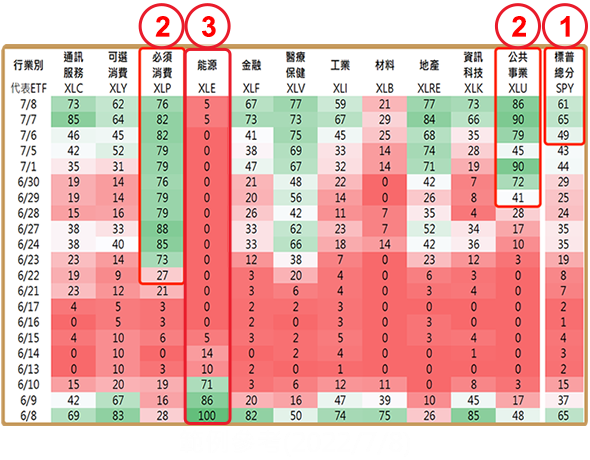 ② ③ ② ①
行業別 通訊服務 可選消費 必須消費 能源 金融 醫療保健 工業 材料 地產 資訊科技 公共事業 標普總分
代表ETF XLC XLY XLP XLE XLF XLV XLI XLB XLRE XLK XLU SPY
7/8 73 62 76 5 67 77 59 21 77 73 86 61
7/7 85 64 82 5 73 73 67 29 84 66 90 65
7/6 46 45 82 0 41 75 45 25 68 35 79 49
7/5 42 52 79 0 38 69 33 14 74 28 45 43
7/1 35 31 79 0 47 67 32 14 71 19 90 44
6/30 19 14 76 0 21 48 22 0 42 7 72 29
6/29 19 14 79 0 20 56 14 0 26 8 41 25
6/28 15 16 79 0 26 42 11 7 35 4 28 24
6/27 38 33 88 0 33 62 23 7 52 34 17 35
6/24 38 40 85 0 33 66 18 14 42 36 10 35
6/23 23 14 73 0 12 38 7 0 23 12 3 19
6/22 19 9 27 0 3 20 4 0 6 3 0 8
6/21 23 12 21 0 3 6 4 0 3 4 0 7
6/17 4 5 3 0 2 2 3 0 0 0 0 2
6/16 0 5 3 0 2 2 3 0 0 0 0 1
6/15 4 10 6 5 3 2 5 0 3 4 0 4
6/14 0 10 0 14 0 2 4 0 0 1 0 3
6/13 0 10 3 10 0 2 1 0 0 0 0 2
6/10 15 20 19 71 3 6 12 11 0 8 3 15
6/9 42 67 16 86 20 16 47 39 10 45 17 37
6/8 69 83 28 100 82 50 74 75 26 85 48 65